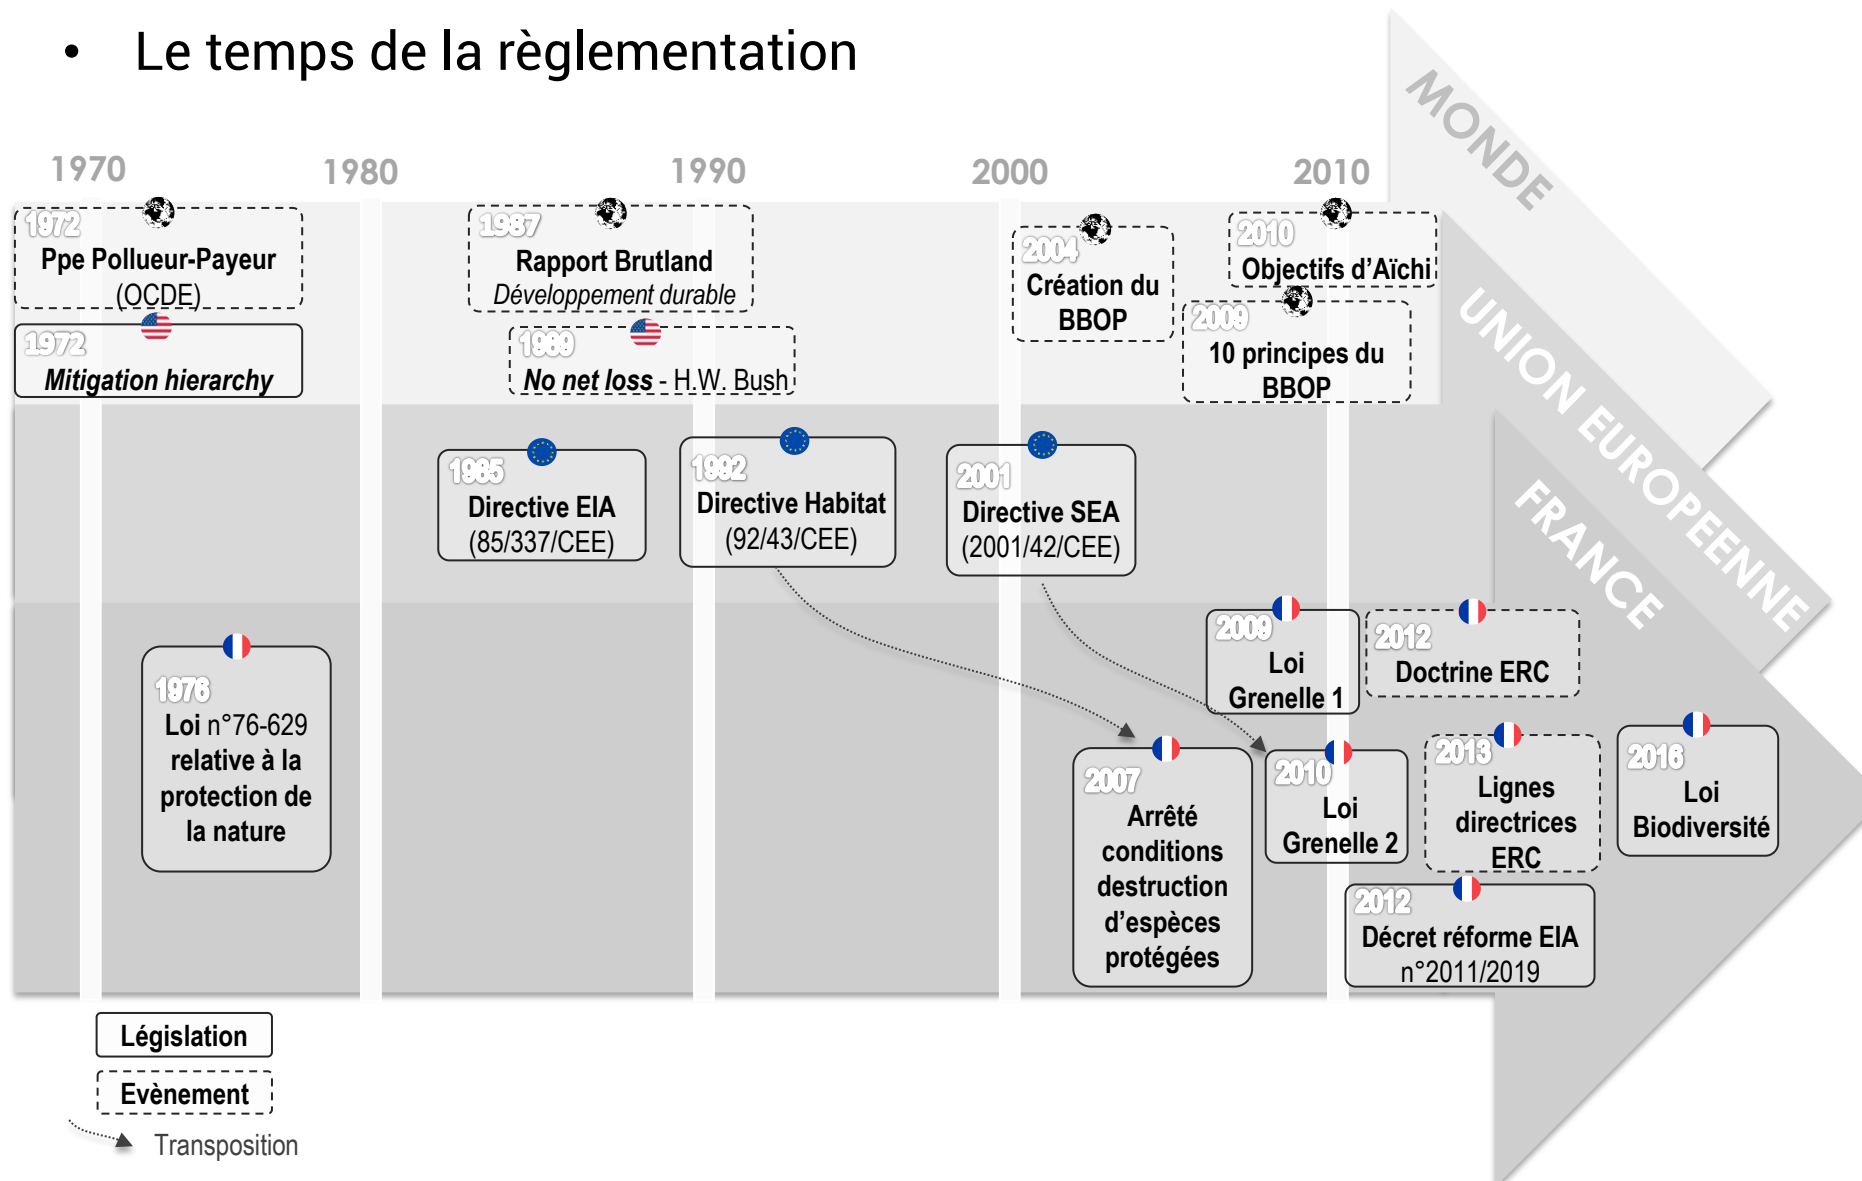 • Le temps de la règlementation
MONDE
1970
1980
1990
2000
2010
1972
Ppe Pollueur-Payeur
(OCDE)
1987
Rapport Brutland
Développement durable
2004
Création du
BBOP
2010
Objectifs d'Aïchi
1972
Mitigation hierarchy
1989
No net loss - H.W. Bush
2009
10 principes du
BBOP
UNION EUROPEENNE
1985
Directive EIA
(85/337/CEE)
1992
Directive Habitat
(92/43/CEE)
2001
Directive SEA
(2001/42/CEE)
FRANCE
1976
Loi n°76-629
relative à la
protection de
la nature
2009
Loi
Grenelle 1
2012
Doctrine ERC
2007
Arrêté
conditions
destruction
d'espèces
protégées
2010
Loi
Grenelle 2
2013
Lignes
directrices
ERC
2016
Loi
Biodiversité
2012
Décret réforme EIA
n°2011/2019
Législation
Evènement
Transposition